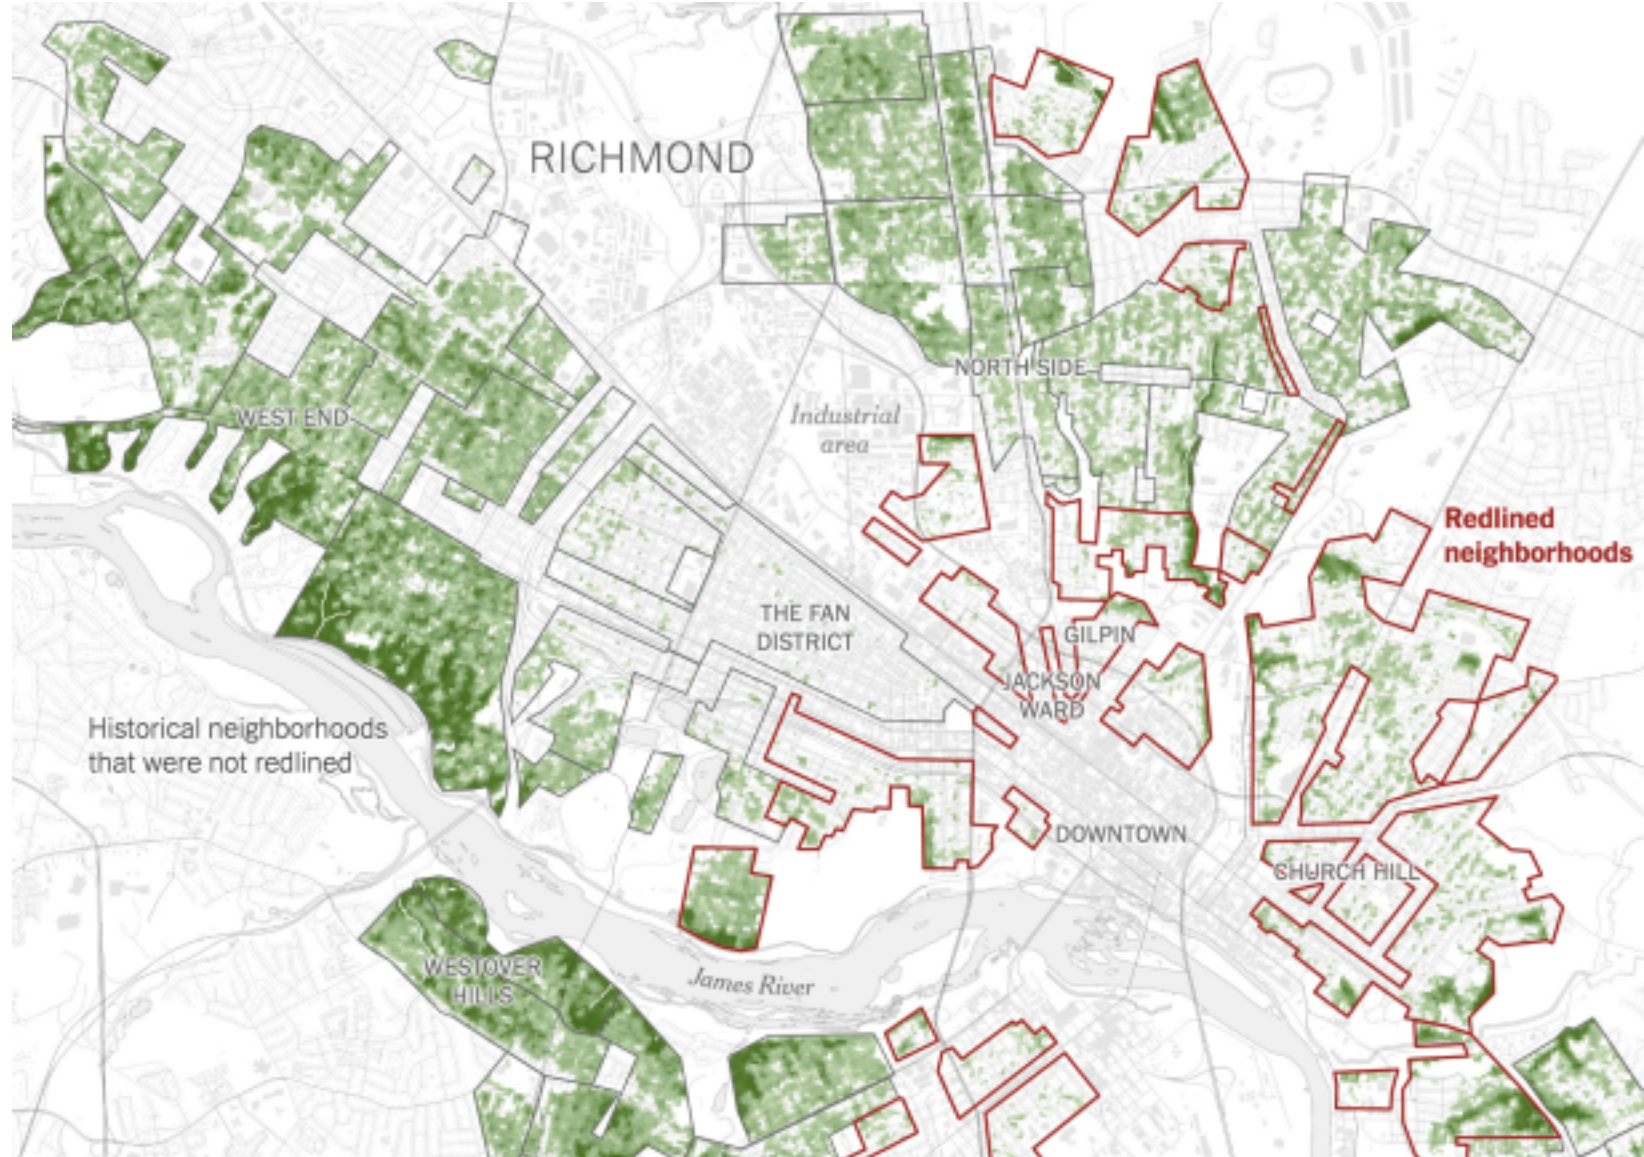 RICHMOND
NORTH SIDE
WEST END
Industrial
area
Redlined
neighborhoods
THE FAN
DISTRICT
GILPIN
JACKSON
WARD
Historical neighborhoods
that were not redlined
DOWNTOWN
CHURCH HILL
WESTOVER
HILLS
James River